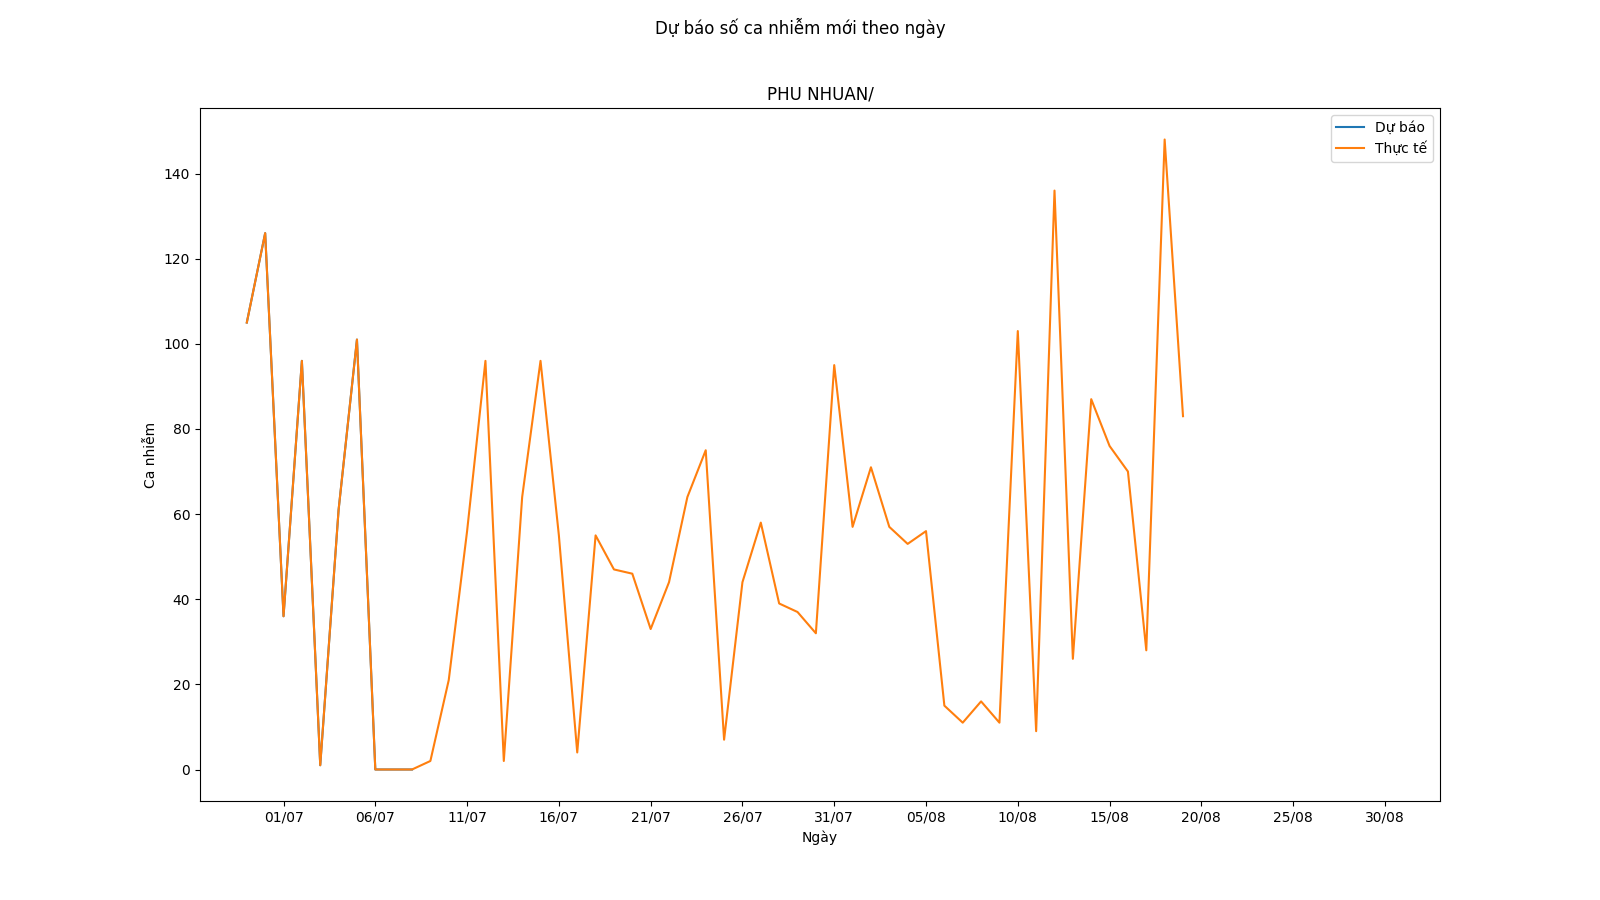 Dự báo số ca nhiễm mới theo ngày
PHU NHUAN/
Dự báo
Thực tế
140
120
100
80
60
40
20
0
Ca nhiễm
01/07 06/07 11/07 16/07 21/07 26/07 31/07 05/08 10/08 15/08 20/08 25/08 30/08
Ngày